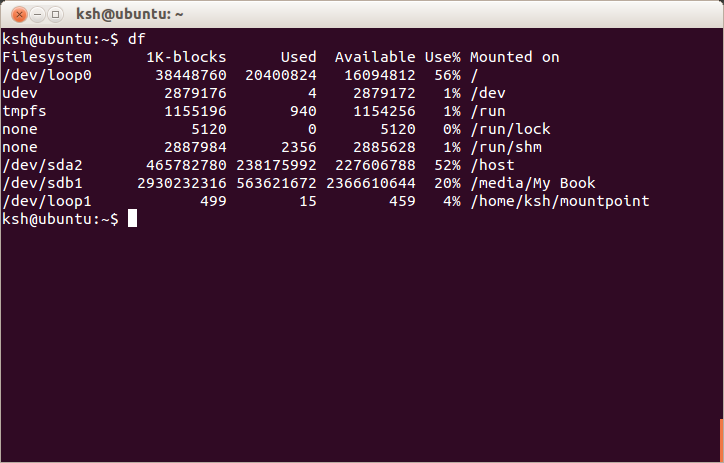 ksh@ubuntu: ~
ksh@ubuntu:~$ df
Filesystem      1K-blocks      Used  Available Use% Mounted on
/dev/loop0       38448760  20400824   16094812  56% /
udev              2879176         4    2879172   1% /dev
tmpfs             1155196       940    1154256   1% /run
none                 5120         0       5120   0% /run/lock
none              2887984      2356    2885628   1% /run/shm
/dev/sda2       465782780 238175992  227606788  52% /host
/dev/sdb1      2930232316 563621672 2366610644  20% /media/My Book
/dev/loop1            499        15        459   4% /home/ksh/mountpoint
ksh@ubuntu:~$